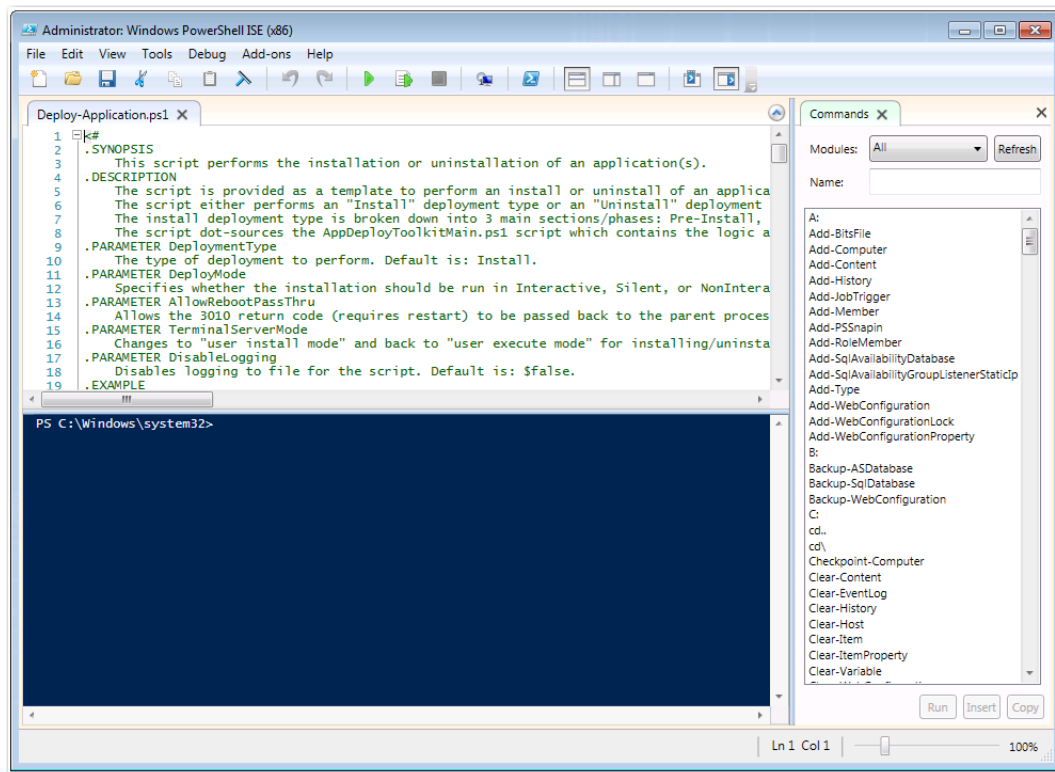 Administrator: Windows PowerShell ISE (x86)
File Edit View Tools Debug Add-ons Help
Deploy-Application.ps1
1 <#
2 .SYNOPSIS
3 This script performs the installation or uninstallation of an application(s).
4 .DESCRIPTION
5 The script is provided as a template to perform an install or uninstall of an applica
6 The script either performs an "Install" deployment type or an "Uninstall" deployment
7 The install deployment type is broken down into 3 main sections/phases: Pre-Install,
8 The script dot-sources the AppDeployToolkitMain.ps1 script which contains the logic a
9 .PARAMETER DeploymentType
10 The type of deployment to perform. Default is: Install.
11 .PARAMETER DeployMode
12 Specifies whether the installation should be run in Interactive, Silent, or NonIntera
13 .PARAMETER AllowRebootPassThru
14 Allows the 3010 return code (requires restart) to be passed back to the parent proces
15 .PARAMETER TerminalServerMode
16 Changes to "user install mode" and back to "user execute mode" for installing/uninsta
17 .PARAMETER DisableLogging
18 Disables logging to file for the script. Default is: $false.
19 .EXAMPLE
PS C:\Windows\system32>
Commands
Modules: All Refresh
Name:
A:
Add-BitsFile
Add-Computer
Add-Content
Add-History
Add-JobTrigger
Add-Member
Add-PSSnapin
Add-RoleMember
Add-SqlAvailabilityDatabase
Add-SqlAvailabilityGroupListenerStaticIp
Add-Type
Add-WebConfiguration
Add-WebConfigurationLock
Add-WebConfigurationProperty
B:
Backup-ASDatabase
Backup-SqlDatabase
Backup-WebConfiguration
C:
cd..
cd\
Checkpoint-Computer
Clear-Content
Clear-EventLog
Clear-History
Clear-Host
Clear-Item
Clear-ItemProperty
Clear-Variable
Run Insert Copy
Ln 1 Col 1 100%